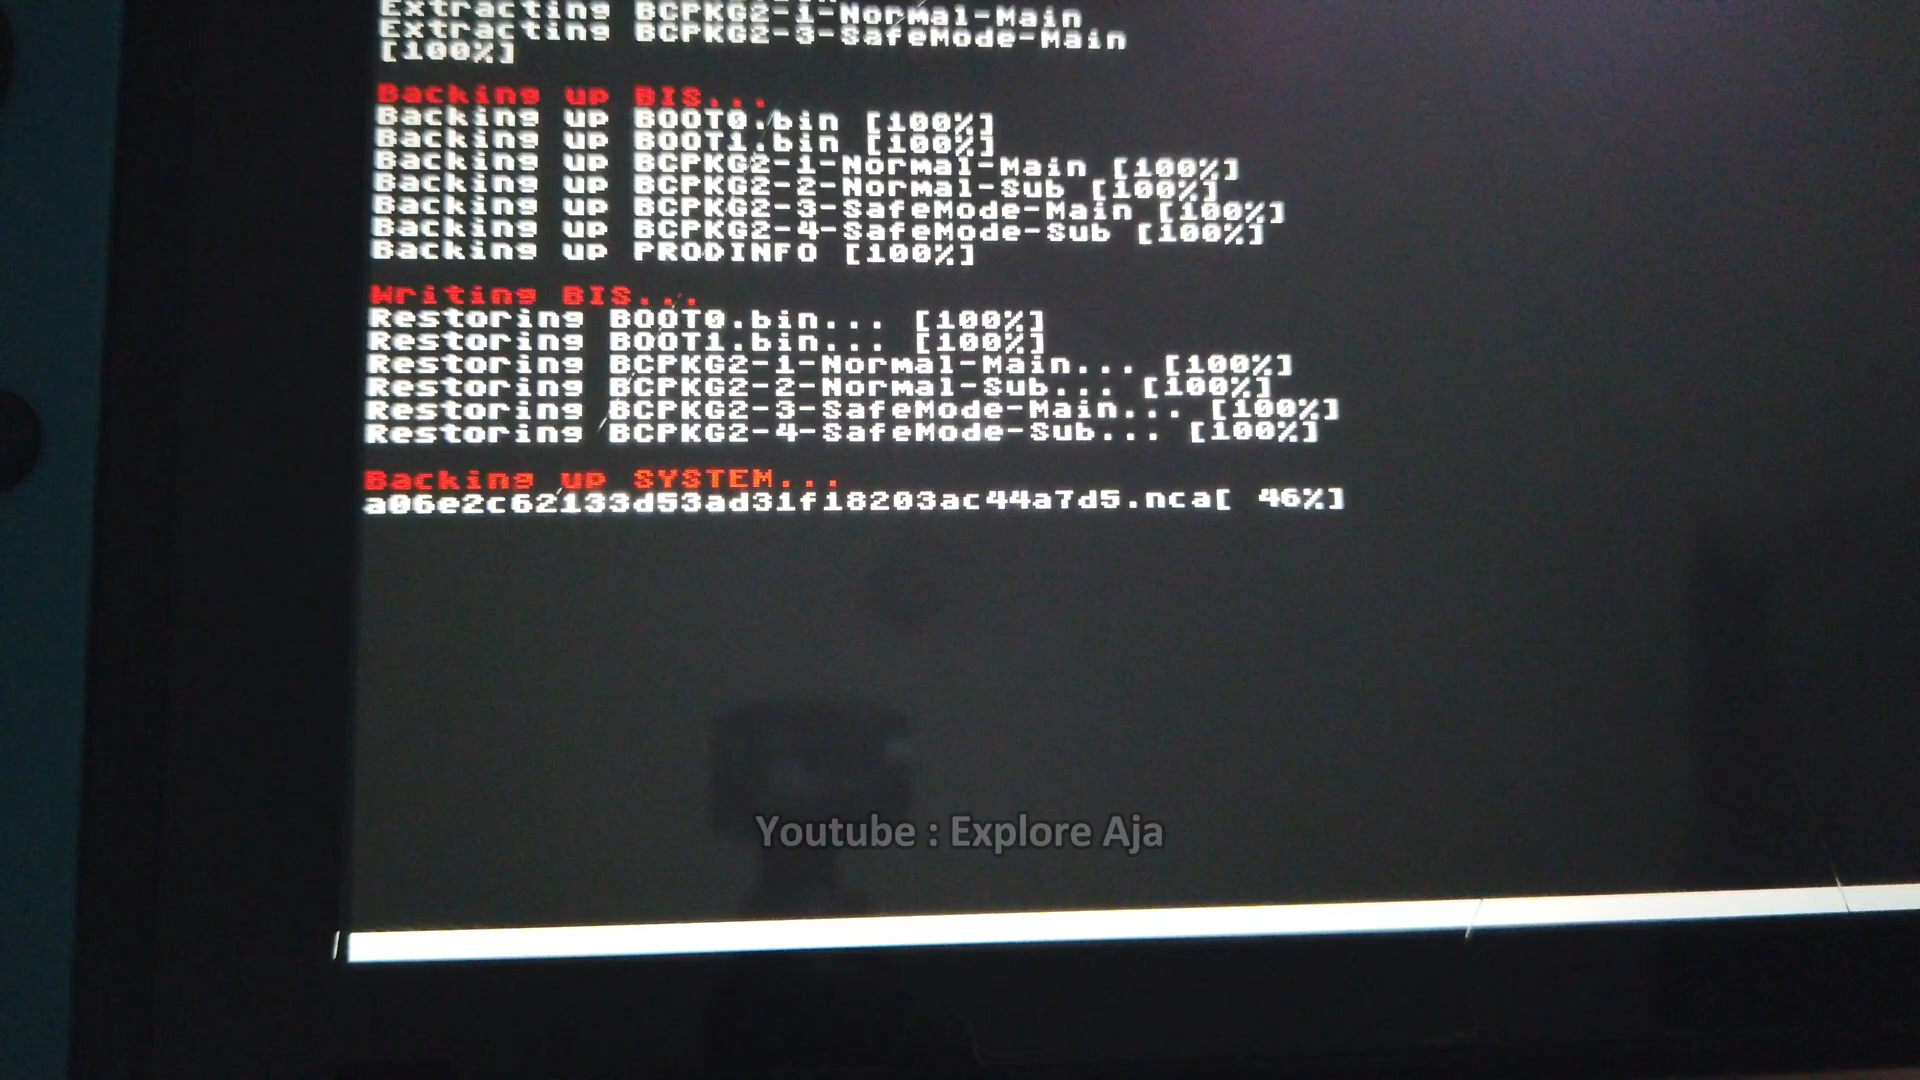 Extracting BCPKG2-1-Normal-Main
Extracting BCPKG2-3-SafeMode-Main
[100%]
Backing up BIS...
Backing up BOOT0.bin [100%]
Backing up BOOT1.bin [100%]
Backing up BCPKG2-1-Normal-Main [100%]
Backing up BCPKG2-2-Normal-Sub [100%]
Backing up BCPKG2-3-SafeMode-Main [100%]
Backing up BCPKG2-4-SafeMode-Sub [100%]
Backing up PRODINFO [100%]
Writing BIS...
Restoring BOOT0.bin... [100%]
Restoring BOOT1.bin... [100%]
Restoring BCPKG2-1-Normal-Main... [100%]
Restoring BCPKG2-2-Normal-Sub... [100%]
Restoring BCPKG2-3-SafeMode-Main... [100%]
Restoring BCPKG2-4-SafeMode-Sub... [100%]
Backing up SYSTEM...
a06e2c62133d53ad31f18203ac44a7d5.nca[ 46%]
Youtube : Explore Aja